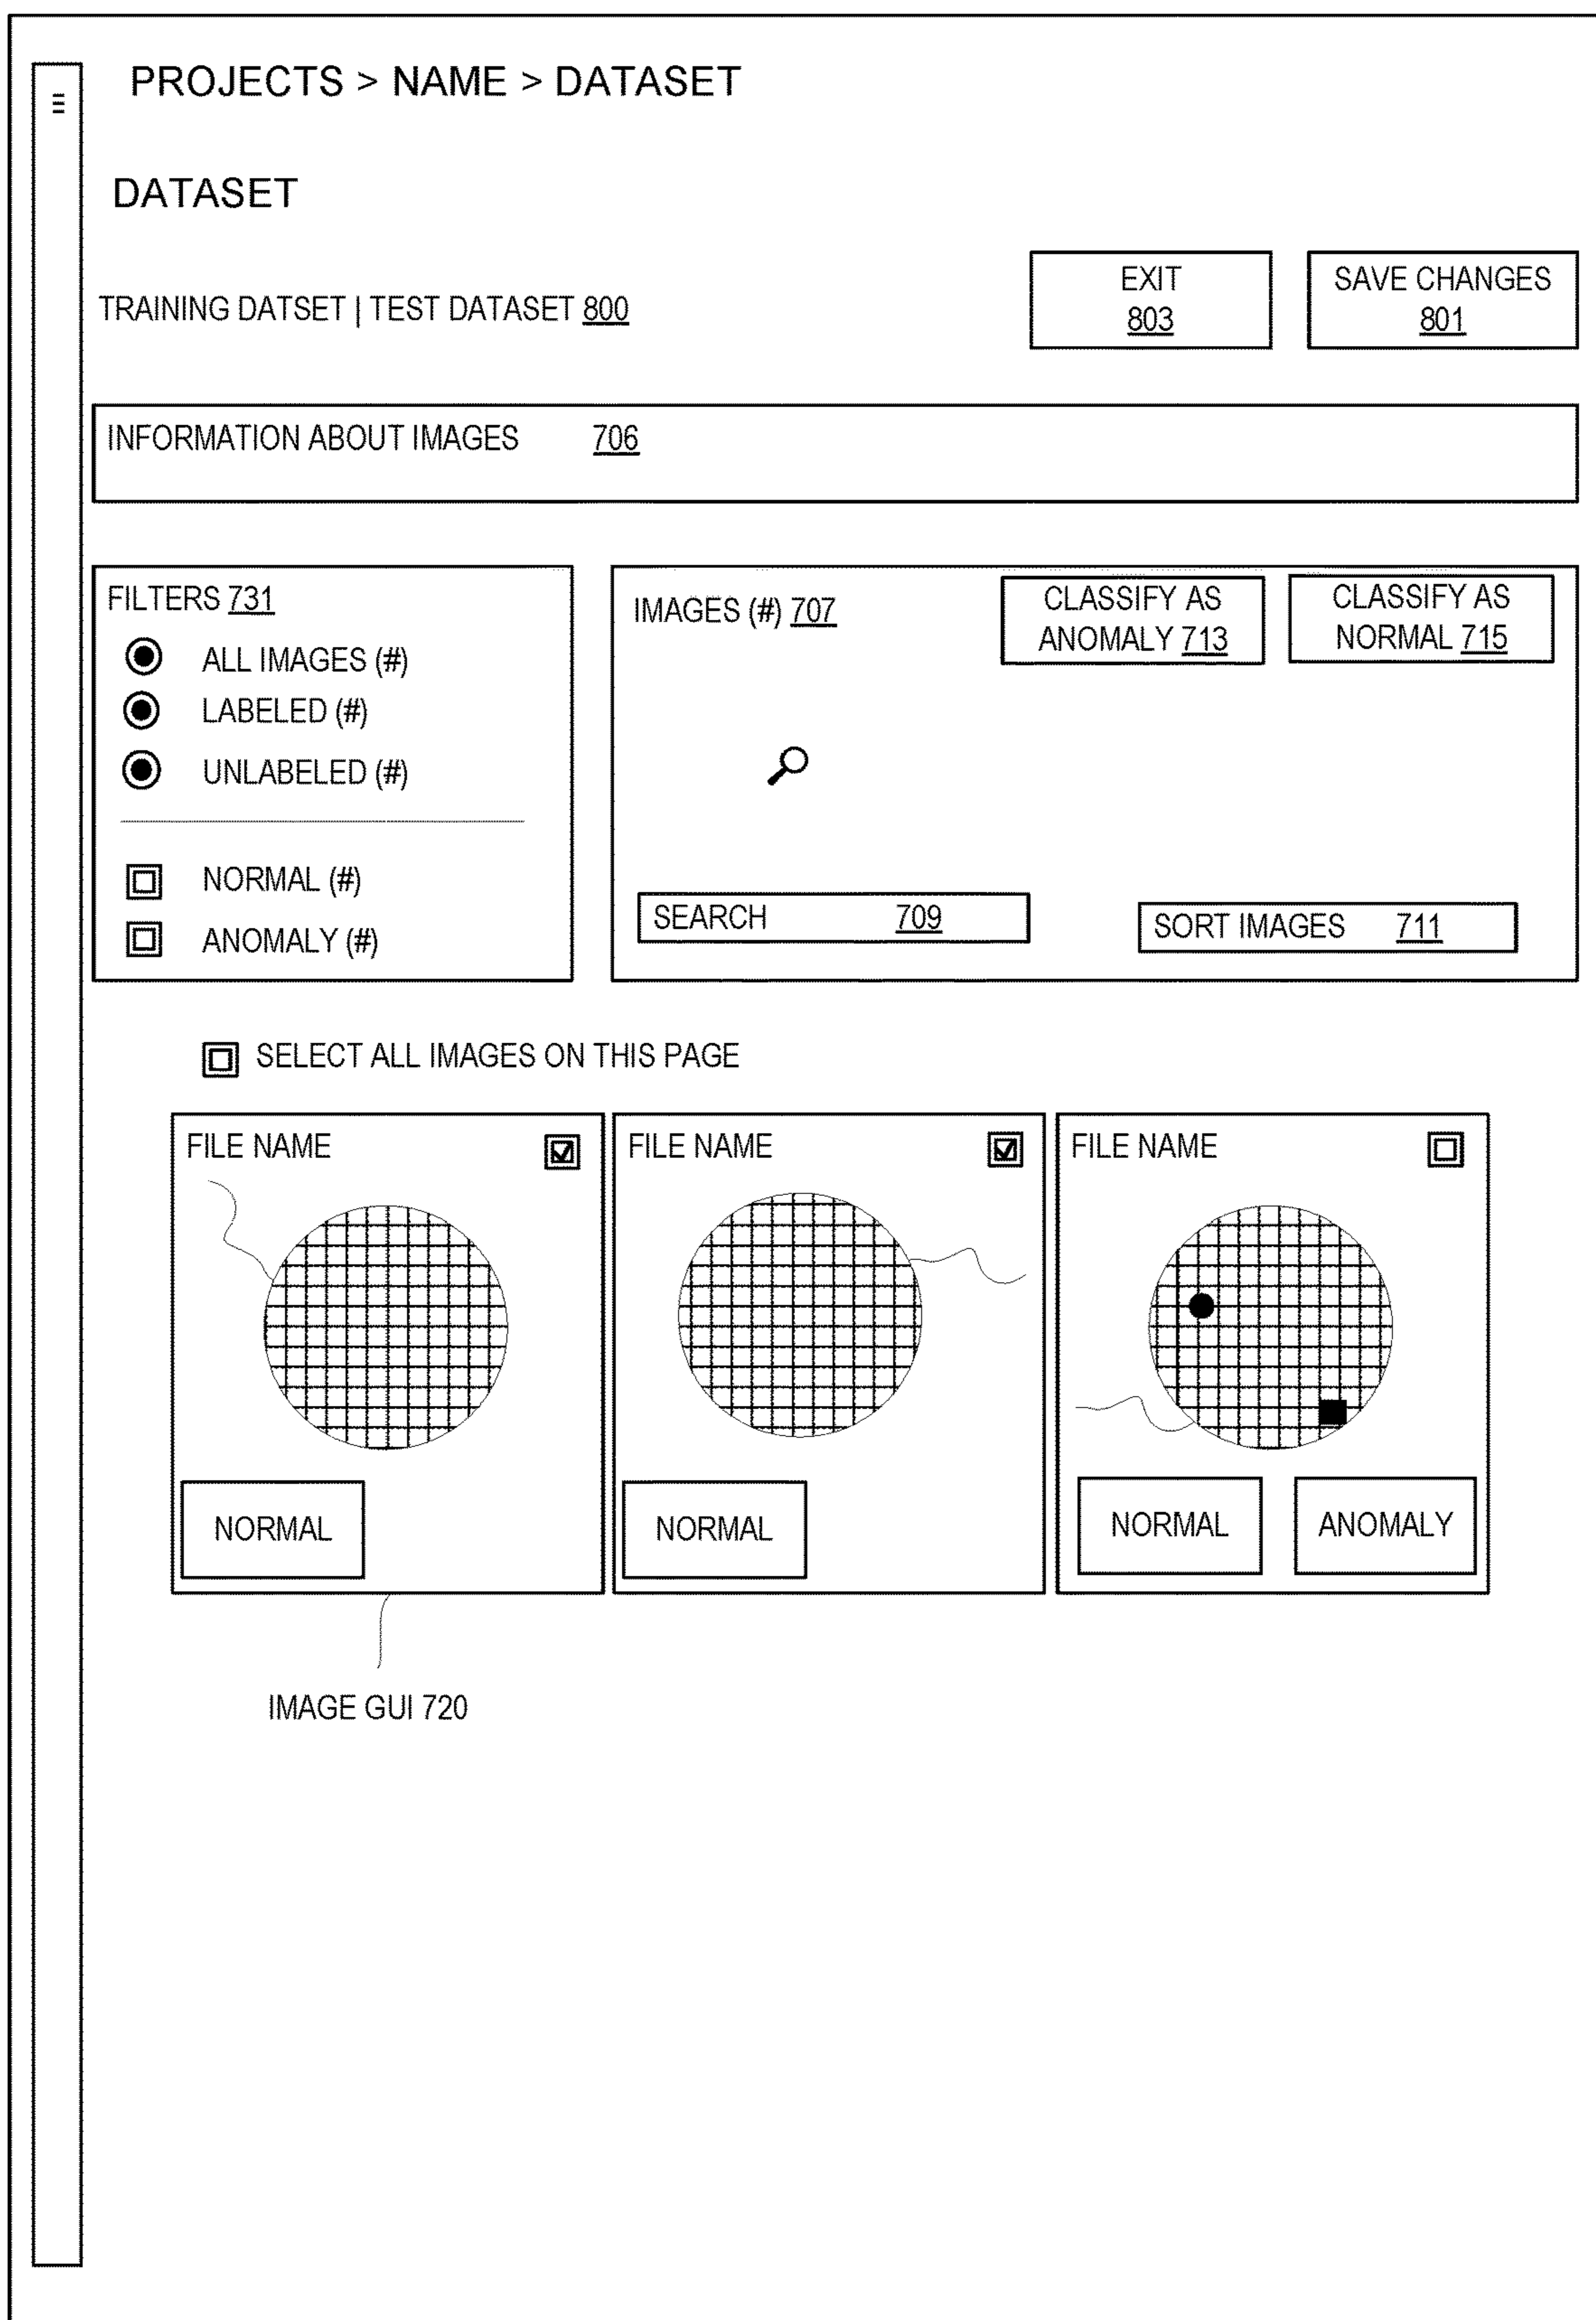 PROJECTS > NAME > DATASET
DATASET
TRAINING DATSET | TEST DATASET 800
EXIT
803
SAVE CHANGES
801
INFORMATION ABOUT IMAGES 706
FILTERS 731
ALL IMAGES (#)
LABELED (#)
UNLABELED (#)
NORMAL (#)
ANOMALY (#)
IMAGES (#) 707
CLASSIFY AS
ANOMALY 713
CLASSIFY AS
NORMAL 715
SEARCH 709
SORT IMAGES 711
SELECT ALL IMAGES ON THIS PAGE
FILE NAME
NORMAL
FILE NAME
NORMAL
FILE NAME
NORMAL
ANOMALY
IMAGE GUI 720